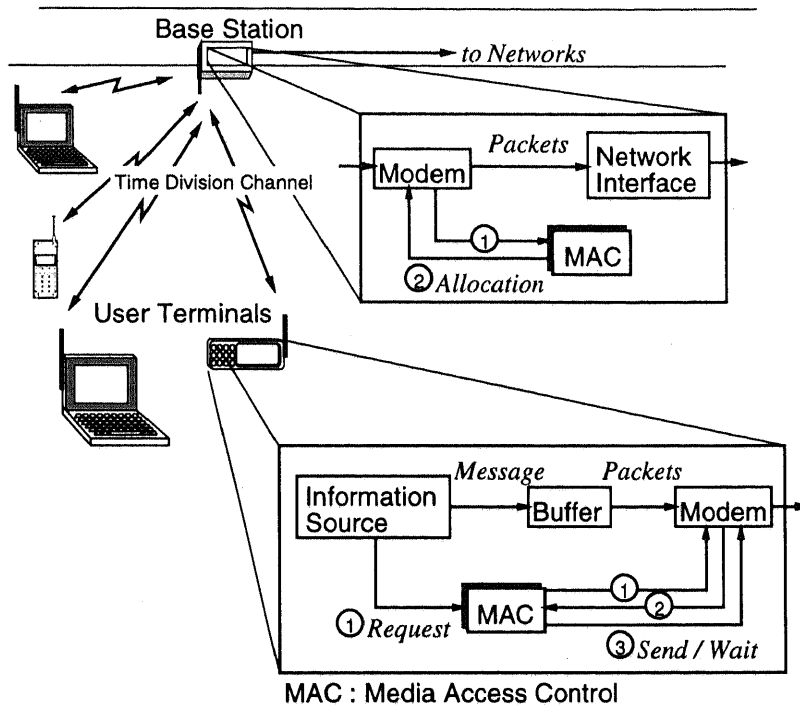 Base Station
to Networks
Time Division Channel
Packets
Modem
Network
Interface
①
MAC
② Allocation
User Terminals
Message
Packets
Information
Source
Buffer
Modem
①
②
① Request
MAC
③ Send / Wait
MAC : Media Access Control